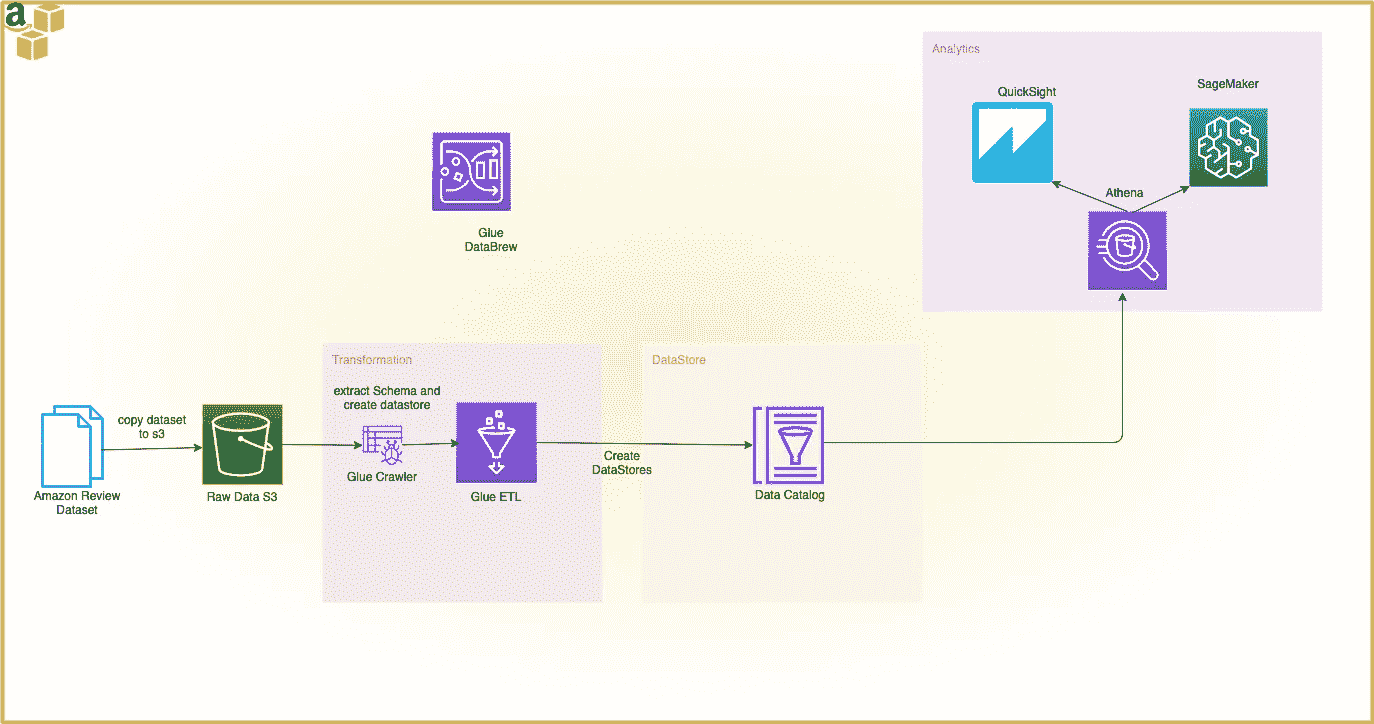 a
Analytics
QuickSight
SageMaker
Athena
Glue
DataBrew
Transformation
extract Schema and
create datastore
Glue Crawler
Glue ETL
DataStore
Create
DataStores
Data Catalog
copy dataset
to s3
Amazon Review
Dataset
Raw Data S3